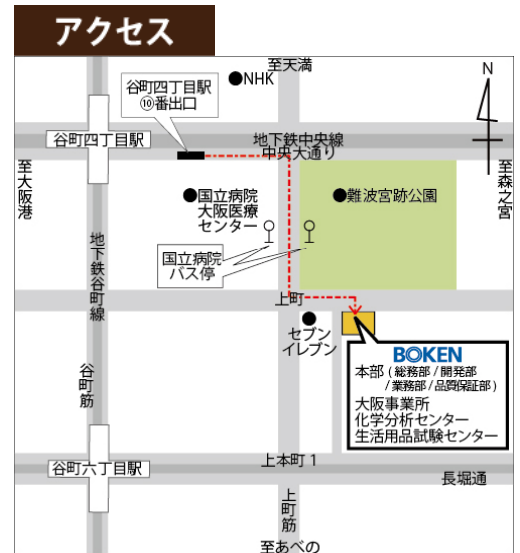 アクセス
至天満
NHK
N
谷町四丁目駅
⑩番出口
谷町四丁目駅
地下鉄中央線
中央大通り
至大阪港
至森之宮
国立病院
大阪医療
センター
難波宮跡公園
国立病院
バス停
地下鉄谷町線
上町
セブン
イレブン
BOKEN
本部(総務部/開発部
/業務部/品質保証部)
大阪事業所
化学分析センター
生活用品試験センター
谷町筋
谷町六丁目駅
上本町1
長堀通
上町筋
至あべの